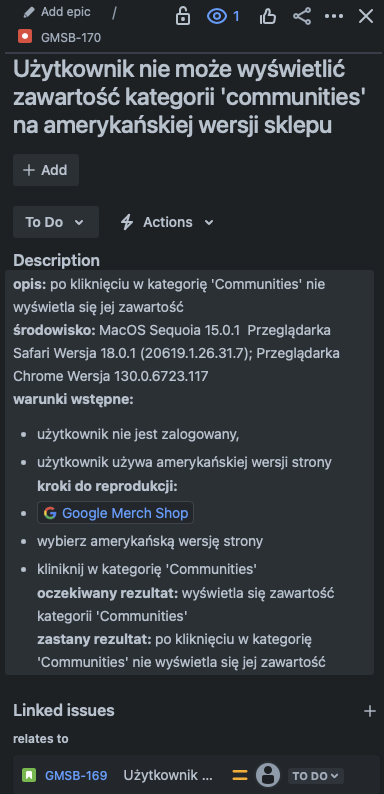 Add epic /
1
GMSB-170
Użytkownik nie może wyświetlić
zawartość kategorii 'communities'
na amerykańskiej wersji sklepu
Add
To Do
Actions
Description
opis: po kliknięciu w kategorię 'Communities' nie
wyświetla się jej zawartość
środowisko: MacOS Sequoia 15.0.1 Przeglądarka
Safari Wersja 18.0.1 (20619.1.26.31.7); Przeglądarka
Chrome Wersja 130.0.6723.117
warunki wstępne:
• użytkownik nie jest zalogowany,
• użytkownik używa amerykańskiej wersji strony
kroki do reprodukcji:
• Google Merch Shop
• wybierz amerykańską wersję strony
• kliniknij w kategorię 'Communities'
oczekiwany rezultat: wyświetla się zawartość
kategorii 'Communities'
zastany rezultat: po kliknięciu w kategorię
'Communities' nie wyświetla się jej zawartość
Linked issues
relates to
GMSB-169 Użytkownik ... TO DO